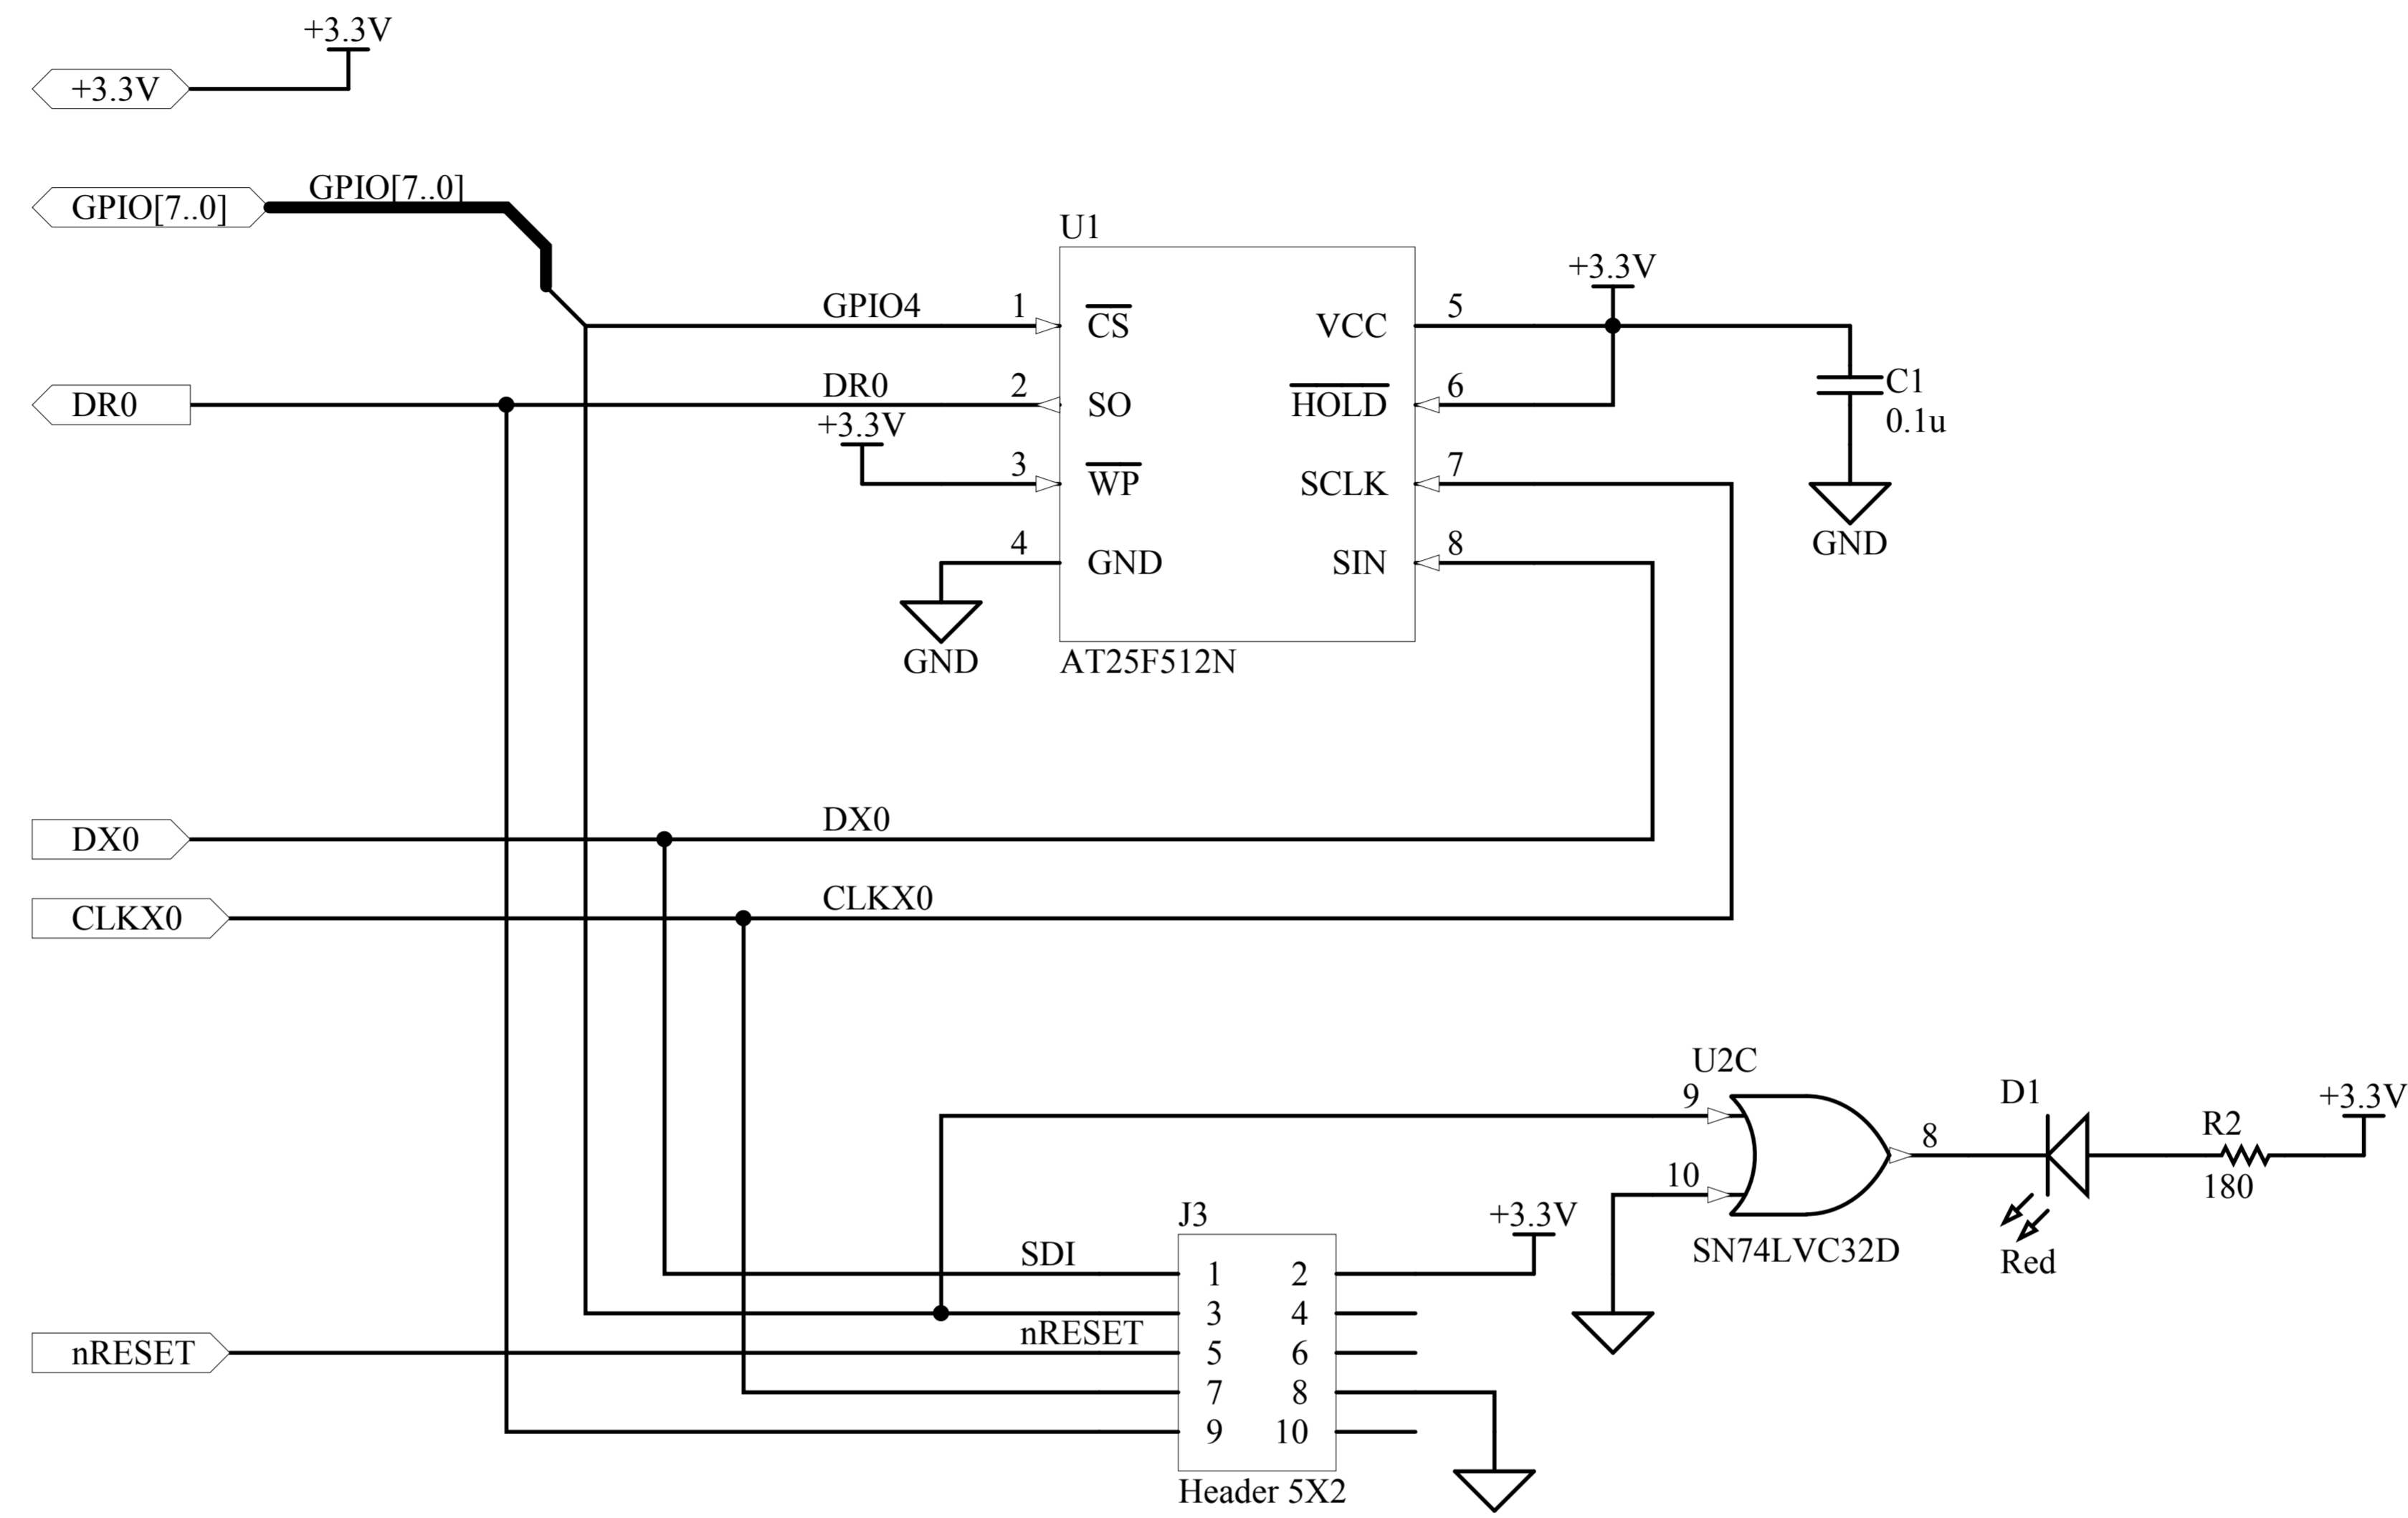 +3.3V
+3.3V
GPIO[7..0]
GPIO[7..0]
U1
GPIO4
1
CS
VCC
5
+3.3V
DR0
DR0
2
SO
HOLD
6
C1
0.1u
+3.3V
3
WP
SCLK
7
GND
4
GND
SIN
8
GND
AT25F512N
DX0
DX0
CLKX0
CLKX0
U2C
9
10
8
SN74LVC32D
D1
Red
R2
180
+3.3V
J3
SDI
1
2
+3.3V
3
4
nRESET
nRESET
5
6
7
8
9
10
Header 5X2